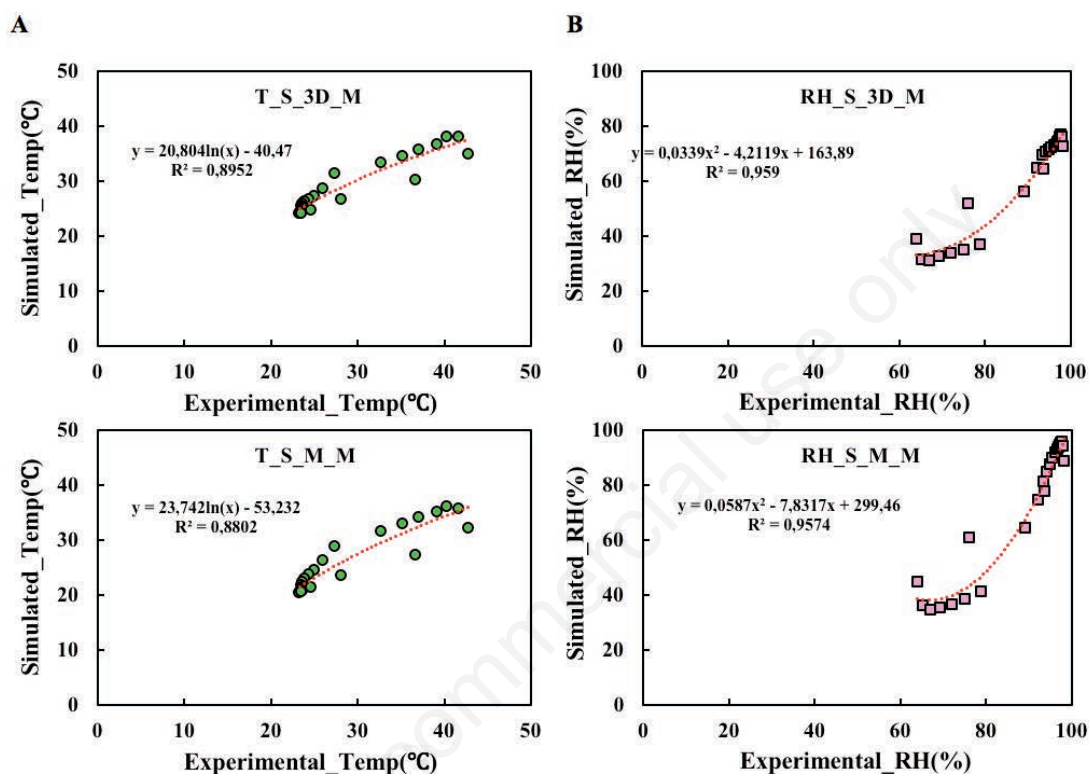 A
B
50
40
30
20
10
0
T_S_3D_M
y = 20,804ln(x) - 40,47
R² = 0,8952
Simulated_Temp(℃)
0
10
20
30
40
50
Experimental_Temp(℃)
100
80
60
40
20
0
RH_S_3D_M
y = 0,0339x² - 4,2119x + 163,89
R² = 0,959
Simulated_RH(%)
0
20
40
60
80
100
Experimental_RH(%)
50
40
30
20
10
0
T_S_M_M
y = 23,742ln(x) - 53,232
R² = 0,8802
Simulated_Temp(℃)
0
10
20
30
40
50
Experimental_Temp(℃)
100
80
60
40
20
0
RH_S_M_M
y = 0,0587x² - 7,8317x + 299,46
R² = 0,9574
Simulated_RH(%)
0
20
40
60
80
100
Experimental_RH(%)
commercial use only